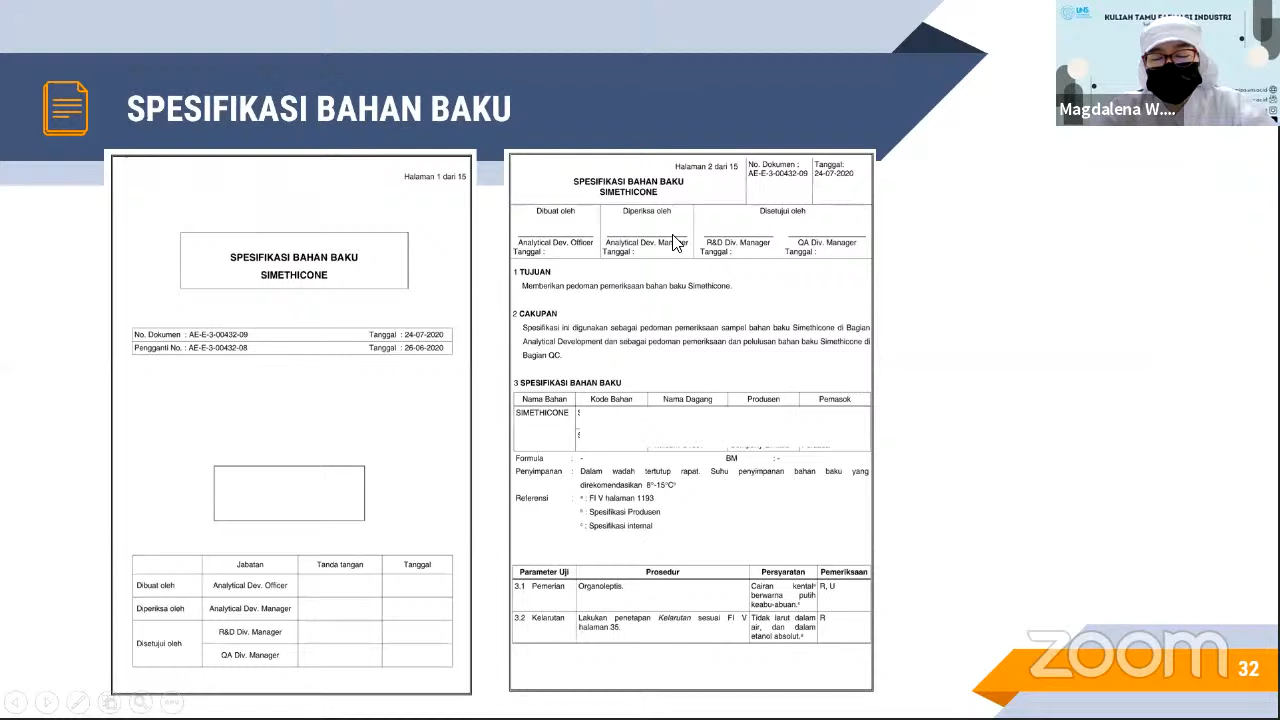 SPESIFIKASI BAHAN BAKU
UNS
KULIAH TAMU FARMASI INDUSTRI
Magdalena W....
Halaman 1 dari 15
SPESIFIKASI BAHAN BAKU
SIMETHICONE
No. Dokumen : AE-E-3-00432-09 Tanggal : 24-07-2020
Pengganti No. : AE-E-3-00432-08 Tanggal : 26-06-2020
Jabatan Tanda tangan Tanggal
Dibuat oleh Analytical Dev. Officer
Diperiksa oleh Analytical Dev. Manager
Disetujui oleh R&D Div. Manager
QA Div. Manager
Halaman 2 dari 15
SPESIFIKASI BAHAN BAKU
SIMETHICONE
No. Dokumen : Tanggal:
AE-E-3-00432-09 24-07-2020
Dibuat oleh Diperiksa oleh Disetujui oleh
Analytical Dev. Officer Analytical Dev. Manager R&D Div. Manager QA Div. Manager
Tanggal : Tanggal : Tanggal : Tanggal :
1 TUJUAN
Memberikan pedoman pemeriksaan bahan baku Simethicone.
2 CAKUPAN
Spesifikasi ini digunakan sebagai pedoman pemeriksaan sampel bahan baku Simethicone di Bagian
Analytical Development dan sebagai pedoman pemeriksaan dan pelulusan bahan baku Simethicone di
Bagian QC.
3 SPESIFIKASI BAHAN BAKU
Nama Bahan Kode Bahan Nama Dagang Produsen Pemasok
SIMETHICONE
Formula : - BM : -
Penyimpanan : Dalam wadah tertutup rapat. Suhu penyimpanan bahan baku yang
direkomendasikan 8°-15°Cᵇ
Referensi : ᵃ : FI V halaman 1193
ᵇ : Spesifikasi Produsen
ᶜ : Spesifikasi internal
Parameter Uji Prosedur Persyaratan Pemeriksaan
3.1 Pemerian Organoleptis. Cairan kentalᵃ R, U
berwarna putih
keabu-abuan.ᶜ
3.2 Kelarutan Lakukan penetapan Kelarutan sesuai FI V Tidak larut dalam R
halaman 35. air, dan dalam
etanol absolut.ᵃ
zoom
32